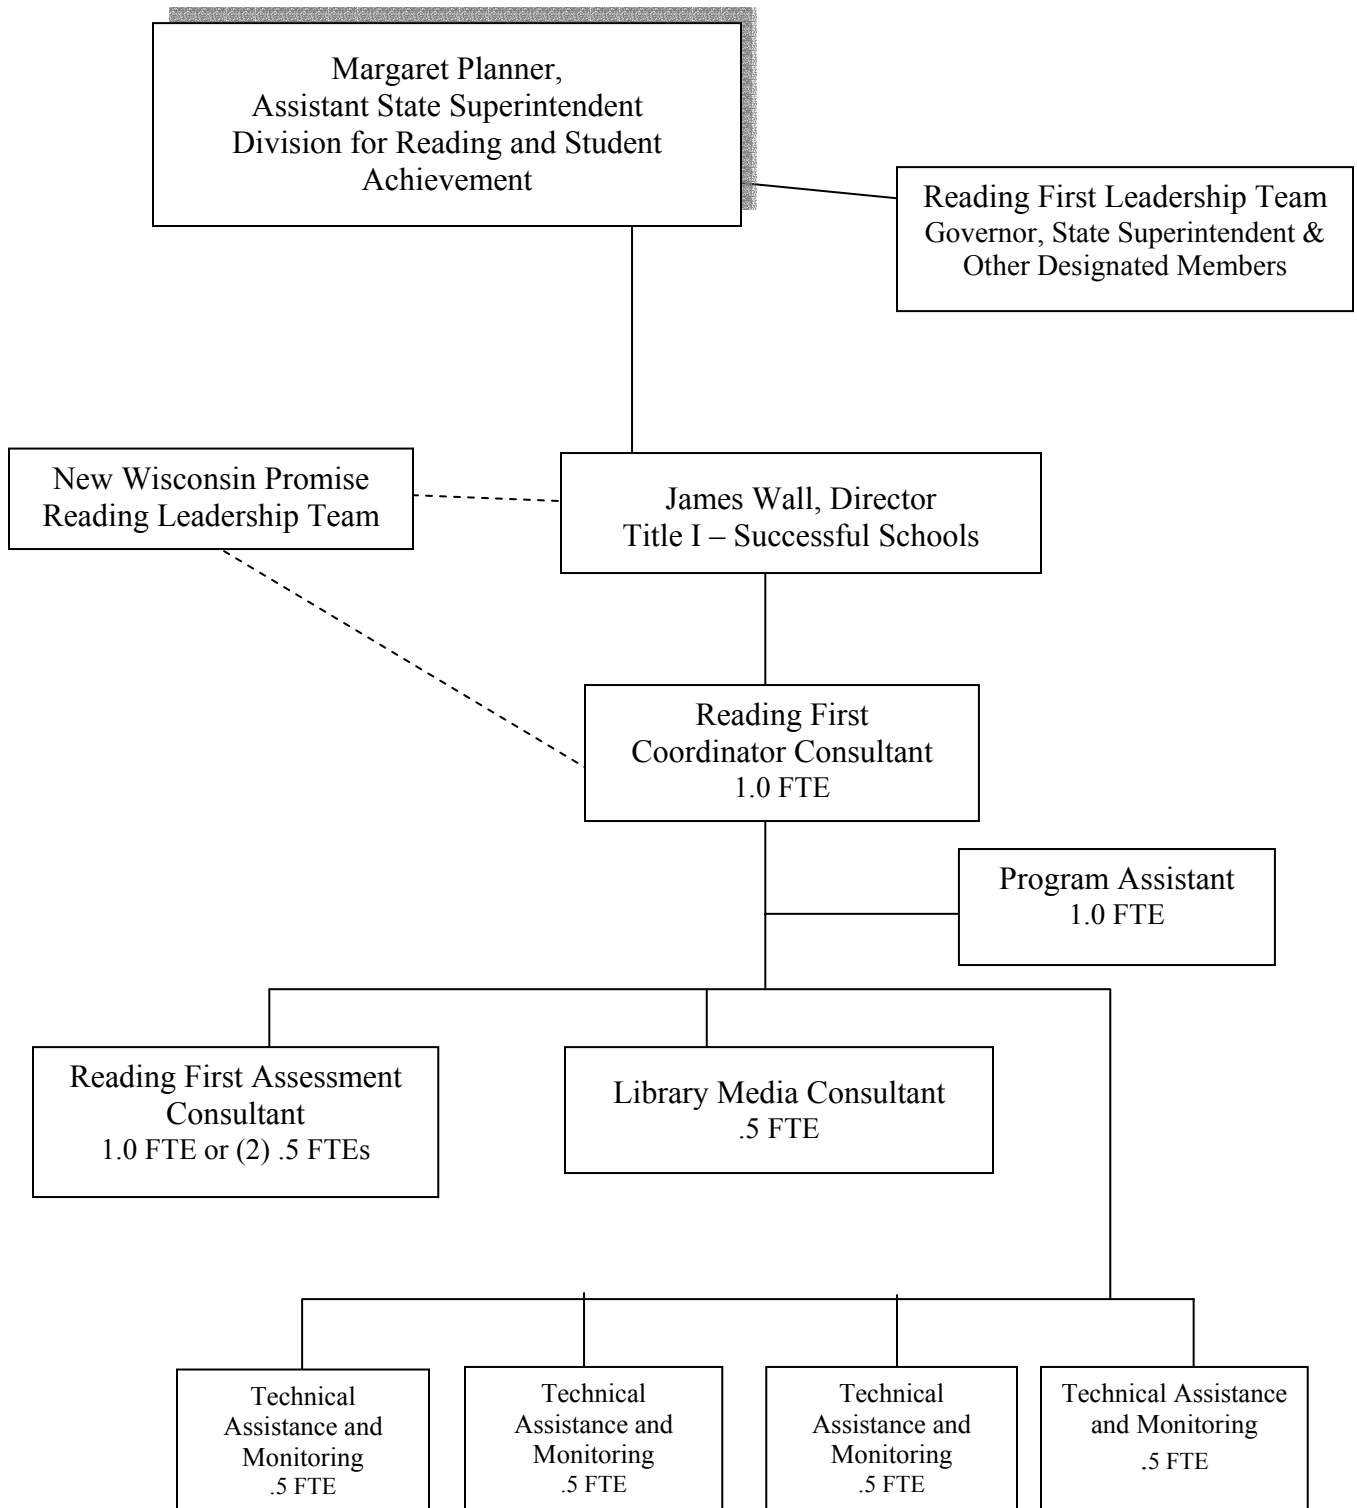 Margaret Planner,
Assistant State Superintendent
Division for Reading and Student
Achievement
Reading First Leadership Team
Governor, State Superintendent &
Other Designated Members
New Wisconsin Promise
Reading Leadership Team
James Wall, Director
Title I – Successful Schools
Reading First
Coordinator Consultant
1.0 FTE
Program Assistant
1.0 FTE
Reading First Assessment
Consultant
1.0 FTE or (2) .5 FTEs
Library Media Consultant
.5 FTE
Technical
Assistance and
Monitoring
.5 FTE
Technical
Assistance and
Monitoring
.5 FTE
Technical
Assistance and
Monitoring
.5 FTE
Technical Assistance
and Monitoring
.5 FTE